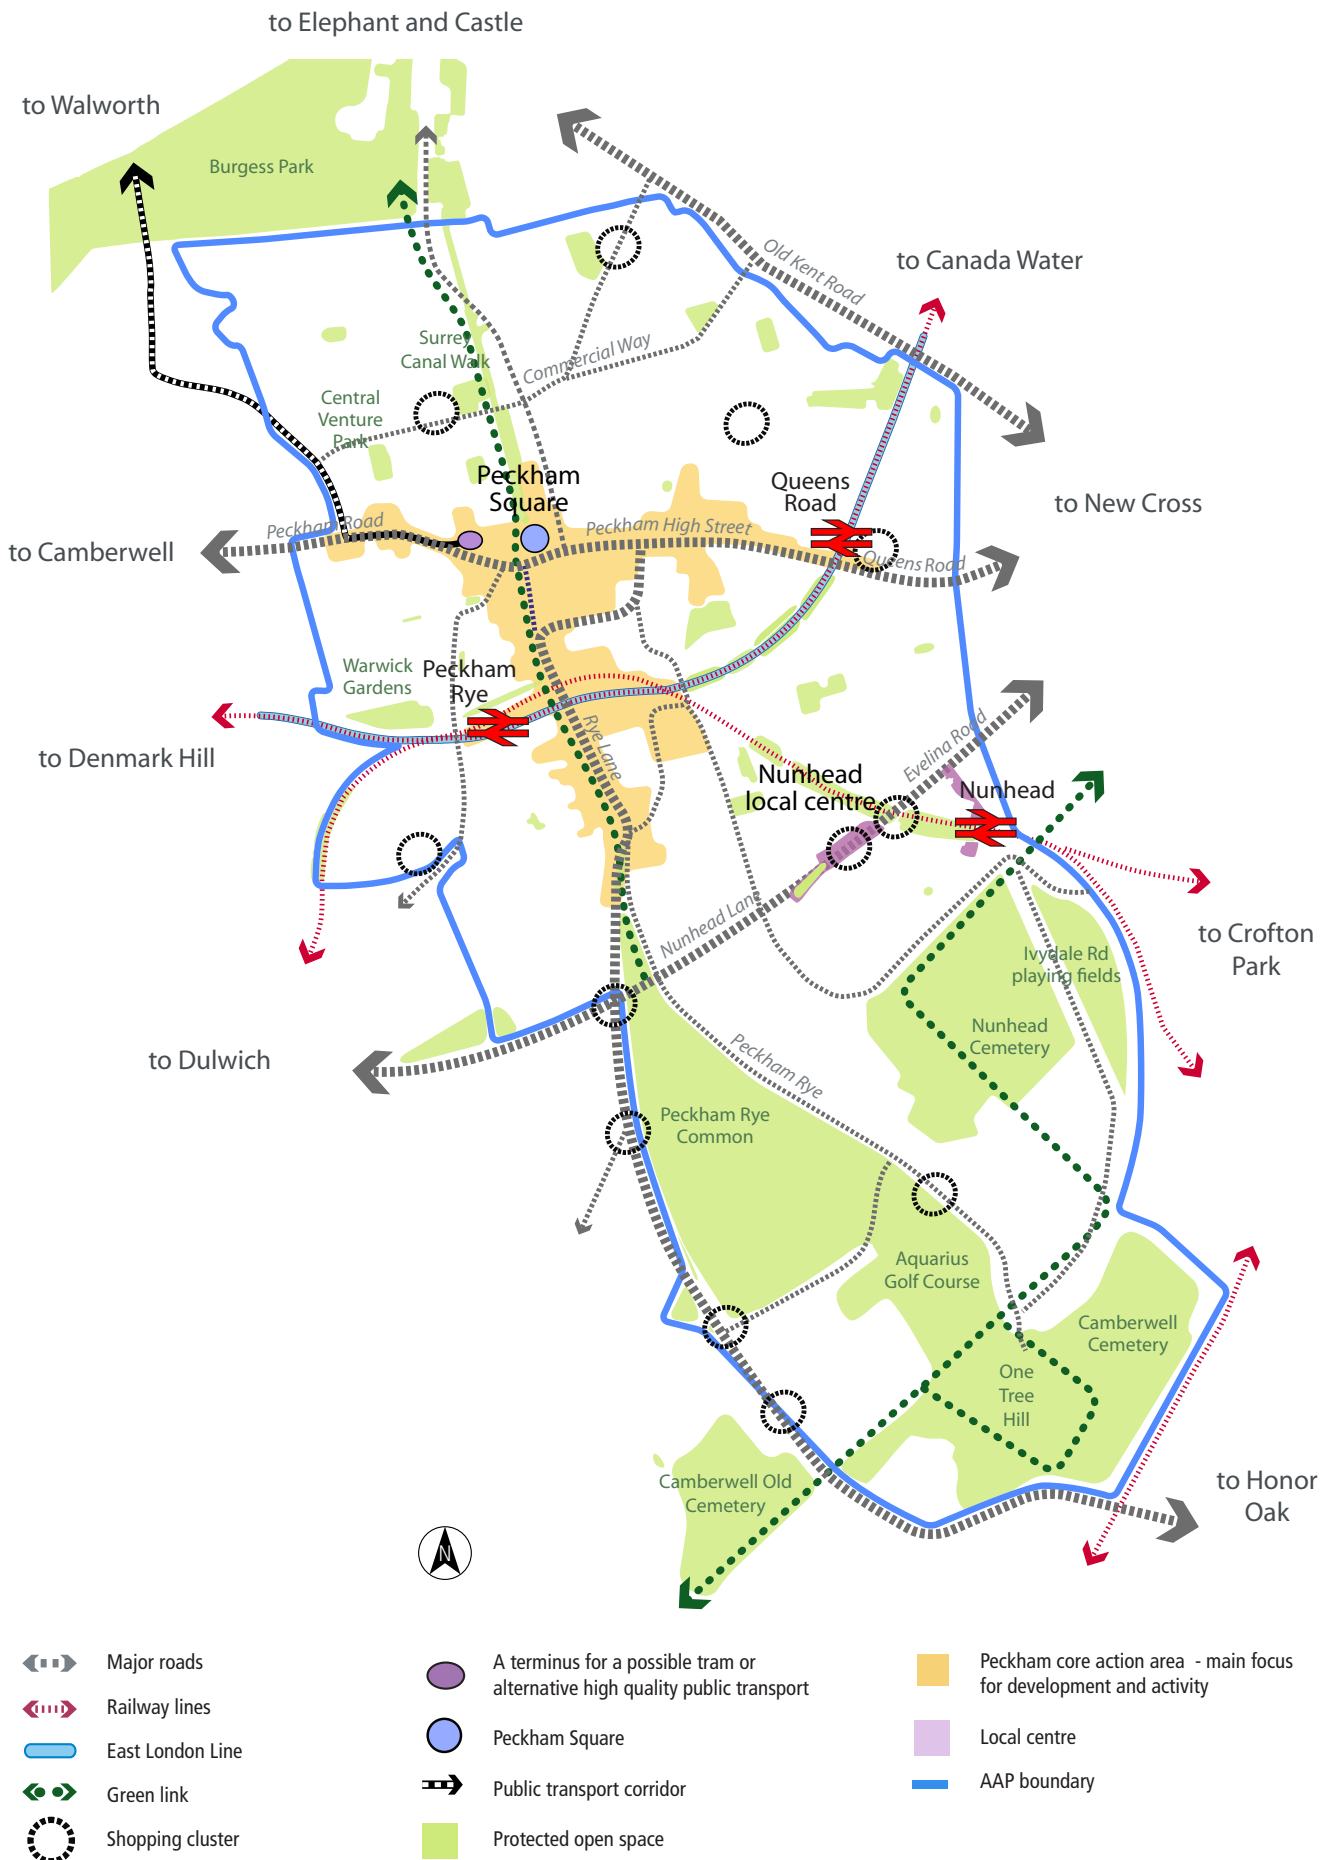 to Elephant and Castle
to Walworth
Burgess Park
Old Kent Road
to Canada Water
Surrey
Canal Walk
Commercial Way
Central
Venture
Park
Peckham
Square
Queens
Road
to New Cross
Peckham Road
Peckham High Street
to Camberwell
Queens Road
Warwick
Gardens
Peckham
Rye
Rye Lane
Evelina Road
to Denmark Hill
Nunhead
local centre
Nunhead
Nunhead Lane
to Crofton
Park
Ivydale Rd
playing fields
Nunhead
Cemetery
to Dulwich
Peckham Rye
Peckham Rye
Common
Aquarius
Golf Course
Camberwell
Cemetery
One
Tree
Hill
Camberwell Old
Cemetery
to Honor
Oak
N
Major roads
Railway lines
East London Line
Green link
Shopping cluster
A terminus for a possible tram or
alternative high quality public transport
Peckham Square
Public transport corridor
Protected open space
Peckham core action area - main focus
for development and activity
Local centre
AAP boundary